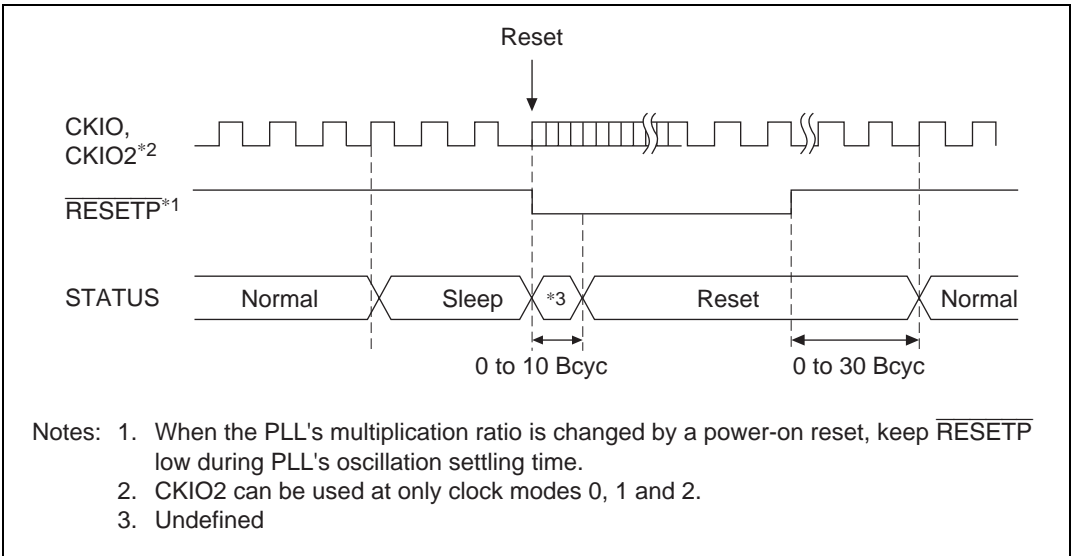 Reset
CKIO,
CKIO2*2
RESETP*1
STATUS Normal Sleep *3 Reset Normal
0 to 10 Bcyc 0 to 30 Bcyc
Notes: 1. When the PLL's multiplication ratio is changed by a power-on reset, keep RESETP
low during PLL's oscillation settling time.
2. CKIO2 can be used at only clock modes 0, 1 and 2.
3. Undefined